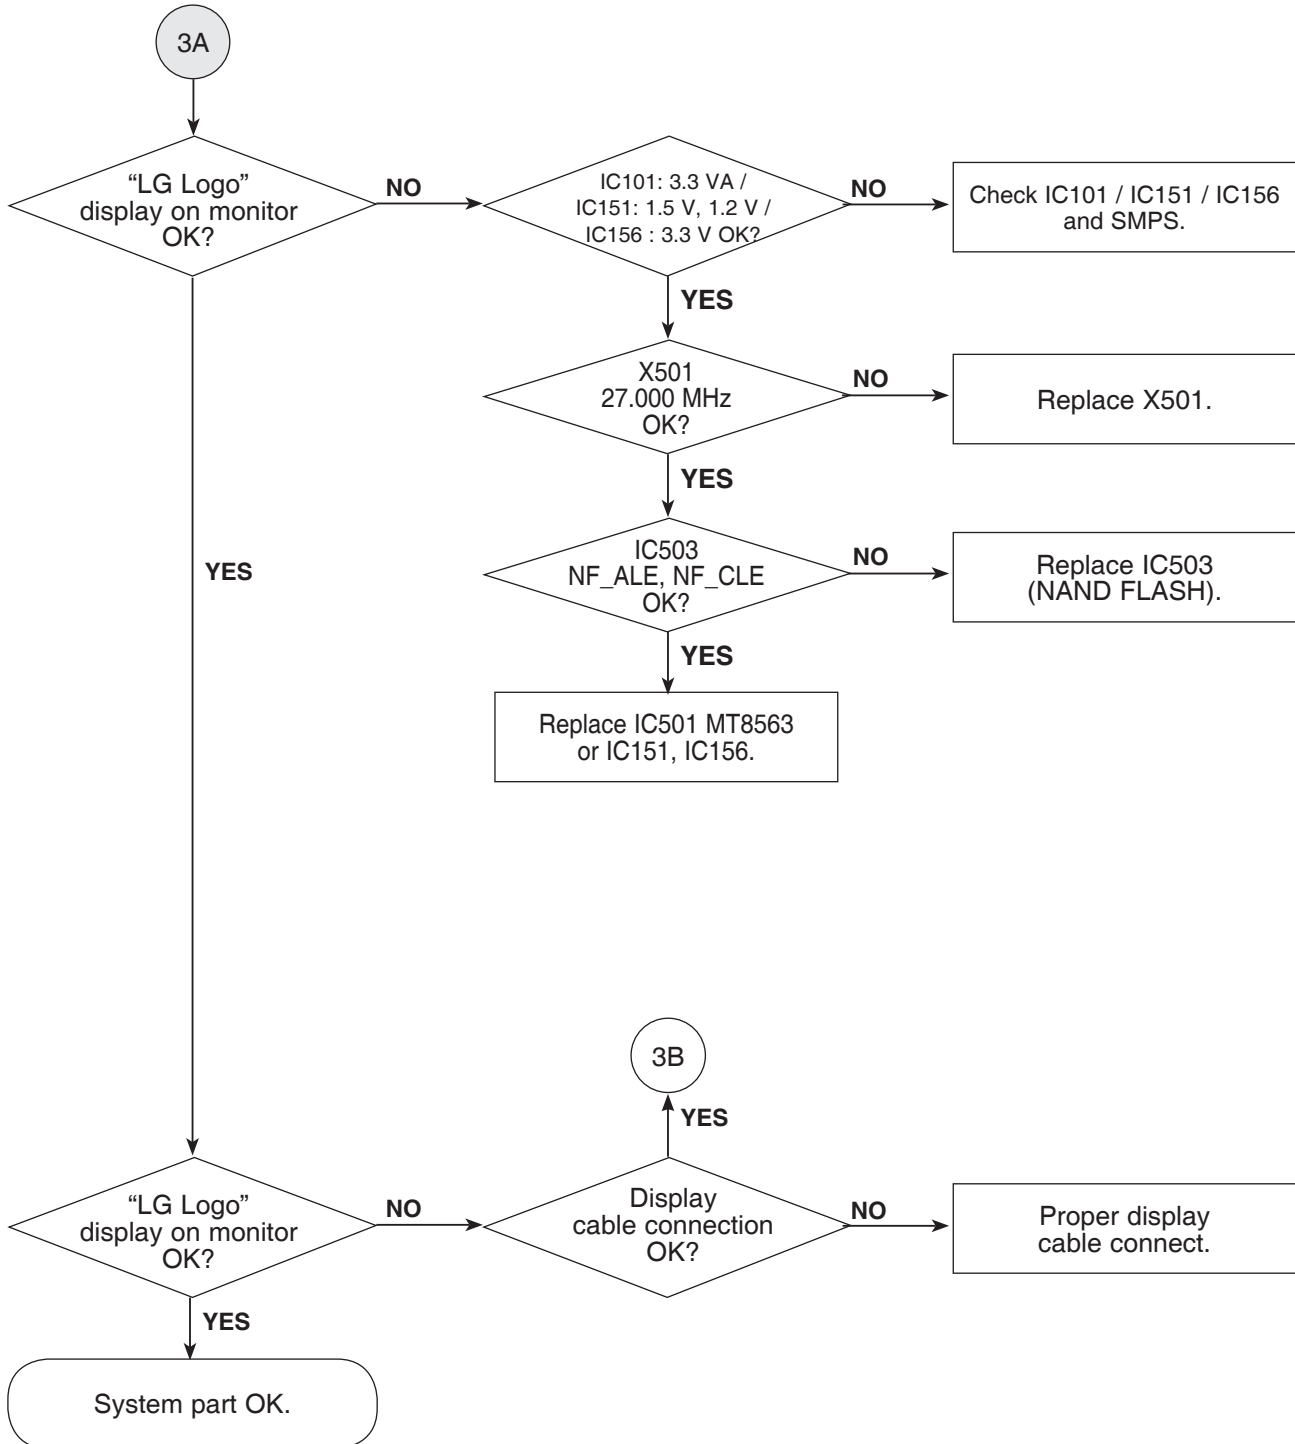 3A
“LG Logo”
display on monitor
OK?
NO
IC101: 3.3 VA /
IC151: 1.5 V, 1.2 V /
IC156 : 3.3 V OK?
NO
Check IC101 / IC151 / IC156
and SMPS.
YES
X501
27.000 MHz
OK?
NO
Replace X501.
YES
IC503
NF_ALE, NF_CLE
OK?
NO
Replace IC503
(NAND FLASH).
YES
YES
Replace IC501 MT8563
or IC151, IC156.
3B
YES
“LG Logo”
display on monitor
OK?
NO
Display
cable connection
OK?
NO
Proper display
cable connect.
YES
System part OK.